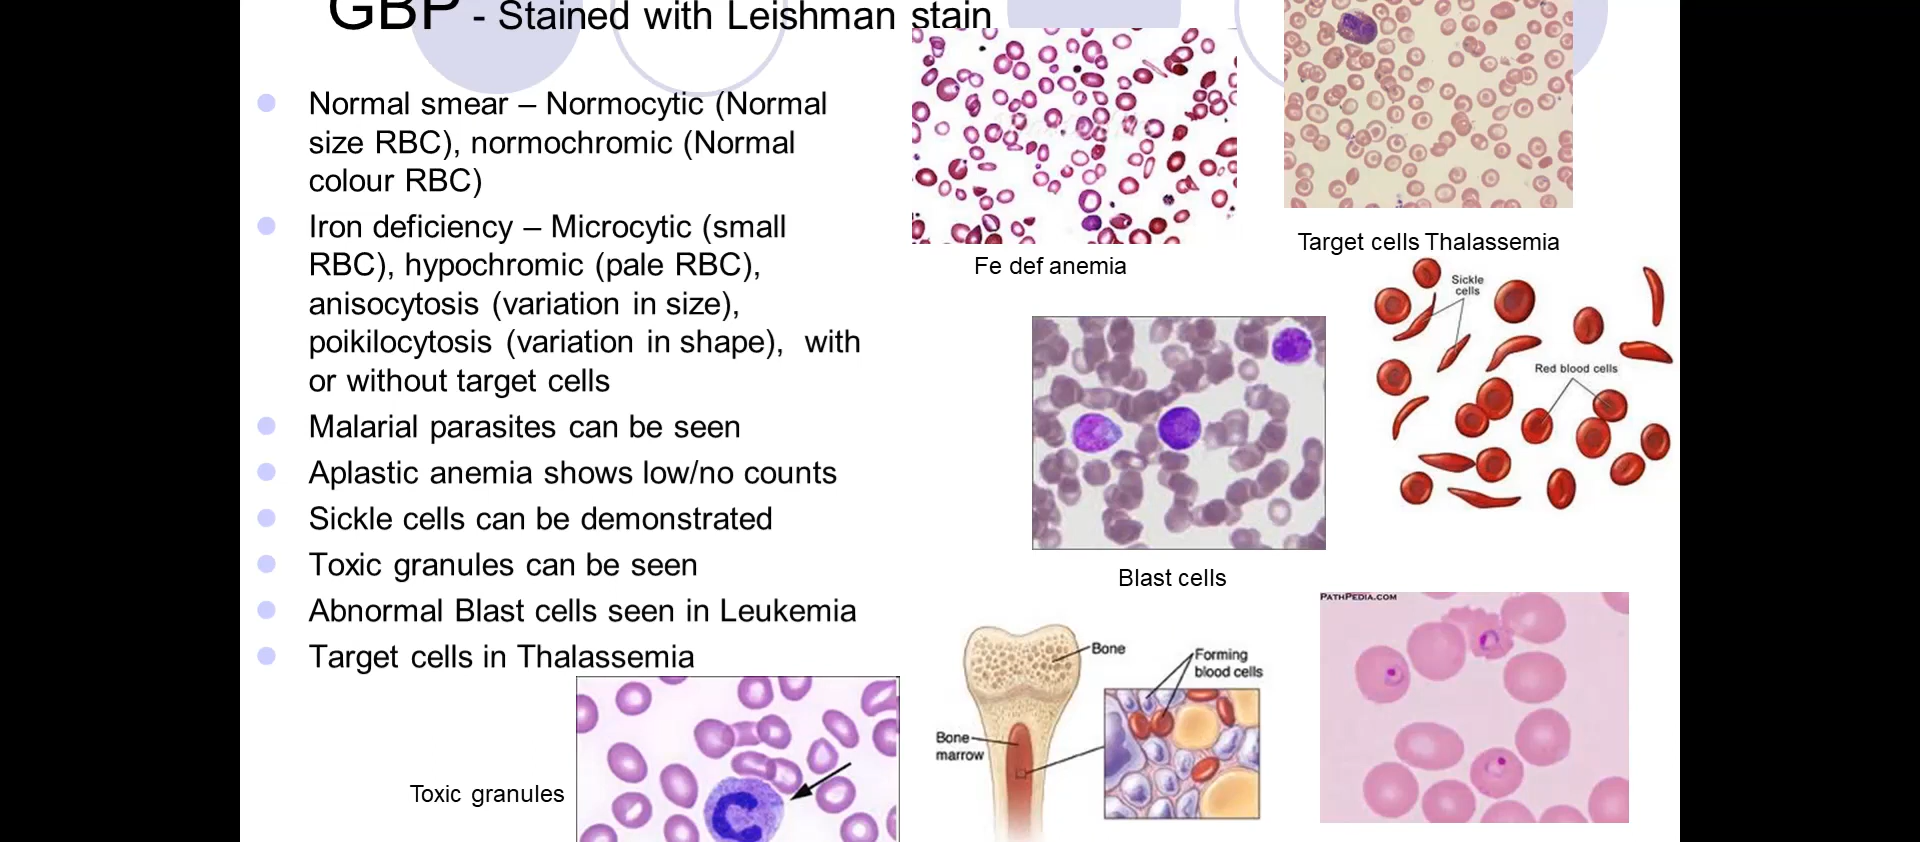 GBP - Stained with Leishman stain
Normal smear – Normocytic (Normal
size RBC), normochromic (Normal
colour RBC)
Iron deficiency – Microcytic (small
RBC), hypochromic (pale RBC),
anisocytosis (variation in size),
poikilocytosis (variation in shape), with
or without target cells
Malarial parasites can be seen
Aplastic anemia shows low/no counts
Sickle cells can be demonstrated
Toxic granules can be seen
Abnormal Blast cells seen in Leukemia
Target cells in Thalassemia
Toxic granules
Fe def anemia
Target cells Thalassemia
Sickle
cells
Red blood cells
Blast cells
Bone
Forming
blood cells
Bone
marrow
PATHPEDIA.COM